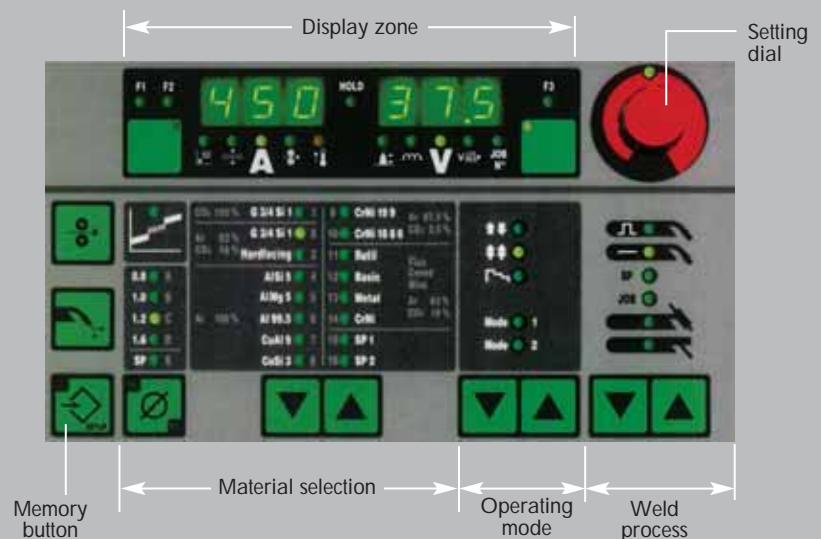 Display zone
Setting
dial
F1 F2 HOLD F3
450 37.5
A V JOB
N°
CO₂ 100% G 3/4 Si 1 1
G 3/4 Si 1 2
Hardfacing 3
AlSi 5 4
AlMg 5 5
Ar 100% Al 99.5 6
CuAl 9 7
CuSi 3 8
9 CrNi 19 9
10 CrNi 18 8 6
11 Rutil
12 Basic
13 Metal
14 CrNi
15 SP 1
16 SP 2
0.8 A
1.0 B
1.2 C
1.6 D
SP E
Mode 1
Mode 2
SP
JOB
Material selection
Operating
mode
Weld
process
Memory
button